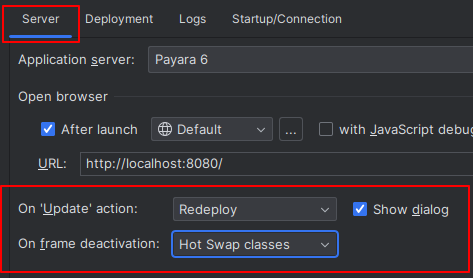 Server Deployment Logs Startup/Connection
Application server: Payara 6
Open browser
After launch Default ... with JavaScript debug
URL: http://localhost:8080/
On 'Update' action: Redeploy Show dialog
On frame deactivation: Hot Swap classes